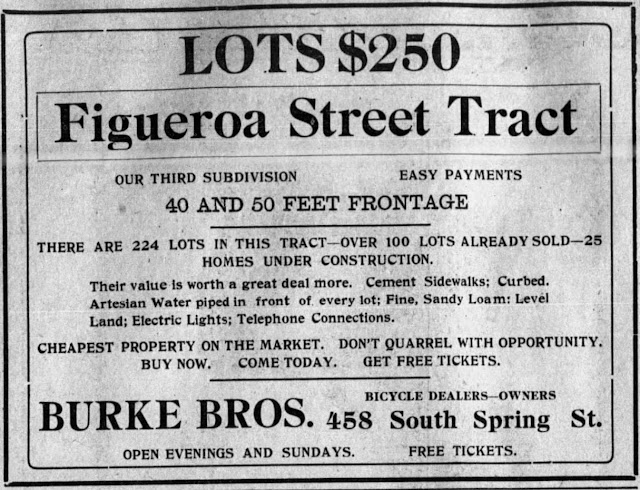 LOTS $250
Figueroa Street Tract
OUR THIRD SUBDIVISION EASY PAYMENTS
40 AND 50 FEET FRONTAGE
THERE ARE 224 LOTS IN THIS TRACT—OVER 100 LOTS ALREADY SOLD—25
HOMES UNDER CONSTRUCTION.
Their value is worth a great deal more. Cement Sidewalks; Curbed.
Artesian Water piped in front of every lot; Fine, Sandy Loam: Level
Land; Electric Lights; Telephone Connections.
CHEAPEST PROPERTY ON THE MARKET. DON'T QUARREL WITH OPPORTUNITY.
BUY NOW. COME TODAY. GET FREE TICKETS.
BICYCLE DEALERS—OWNERS
BURKE BROS. 458 South Spring St.
OPEN EVENINGS AND SUNDAYS. FREE TICKETS.